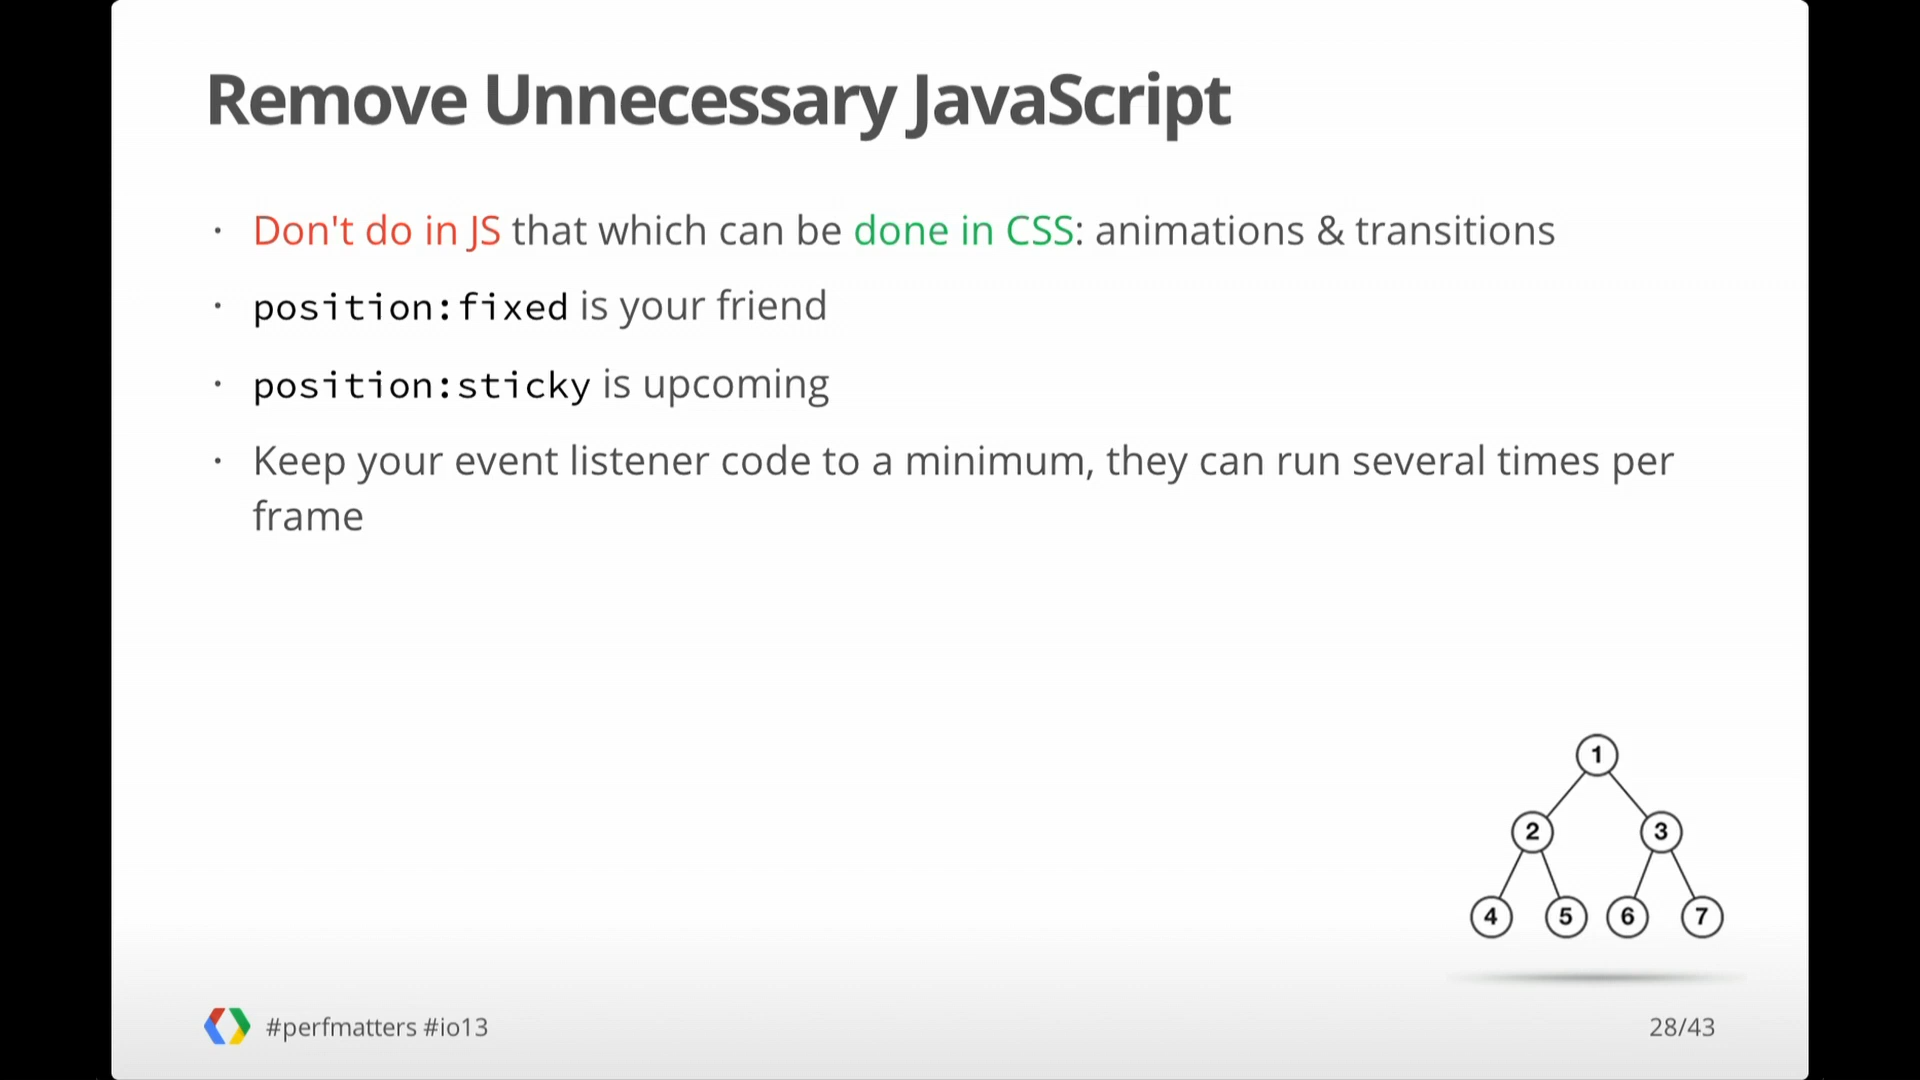 Remove Unnecessary JavaScript
· Don't do in JS that which can be done in CSS: animations & transitions
· position:fixed is your friend
· position:sticky is upcoming
· Keep your event listener code to a minimum, they can run several times per
frame
1
2 3
4 5 6 7
#perfmatters #io13
28/43